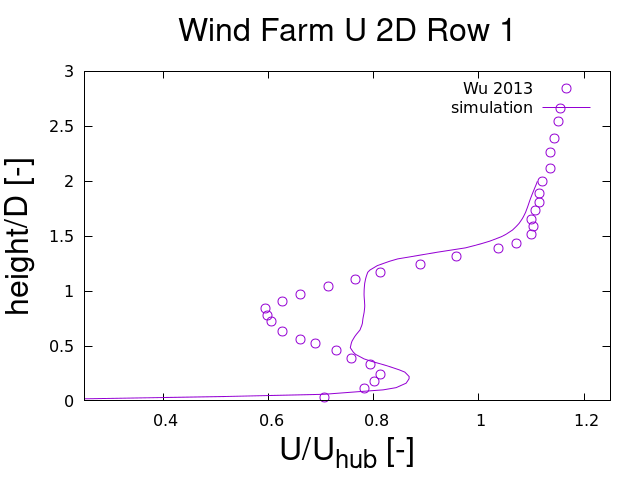 Wind Farm U 2D Row 1
3
2.5
2
1.5
1
0.5
0
height/D [-]
Wu 2013
simulation
0.4 0.6 0.8 1 1.2
U/U_hub [-]